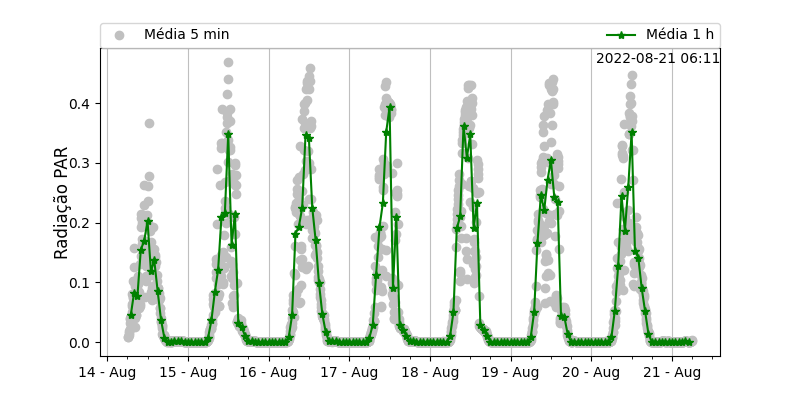 Média 5 min
Média 1 h
2022-08-21 06:11
Radiação PAR
0.4
0.3
0.2
0.1
0.0
14 - Aug
15 - Aug
16 - Aug
17 - Aug
18 - Aug
19 - Aug
20 - Aug
21 - Aug